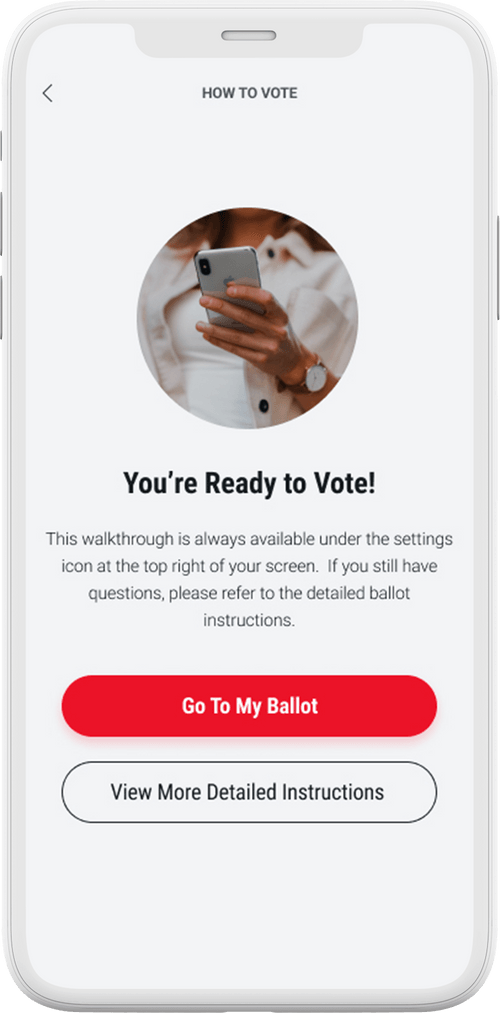 HOW TO VOTE
You're Ready to Vote!
This walkthrough is always available under the settings
icon at the top right of your screen.  If you still have
questions, please refer to the detailed ballot
instructions.
Go To My Ballot
View More Detailed Instructions